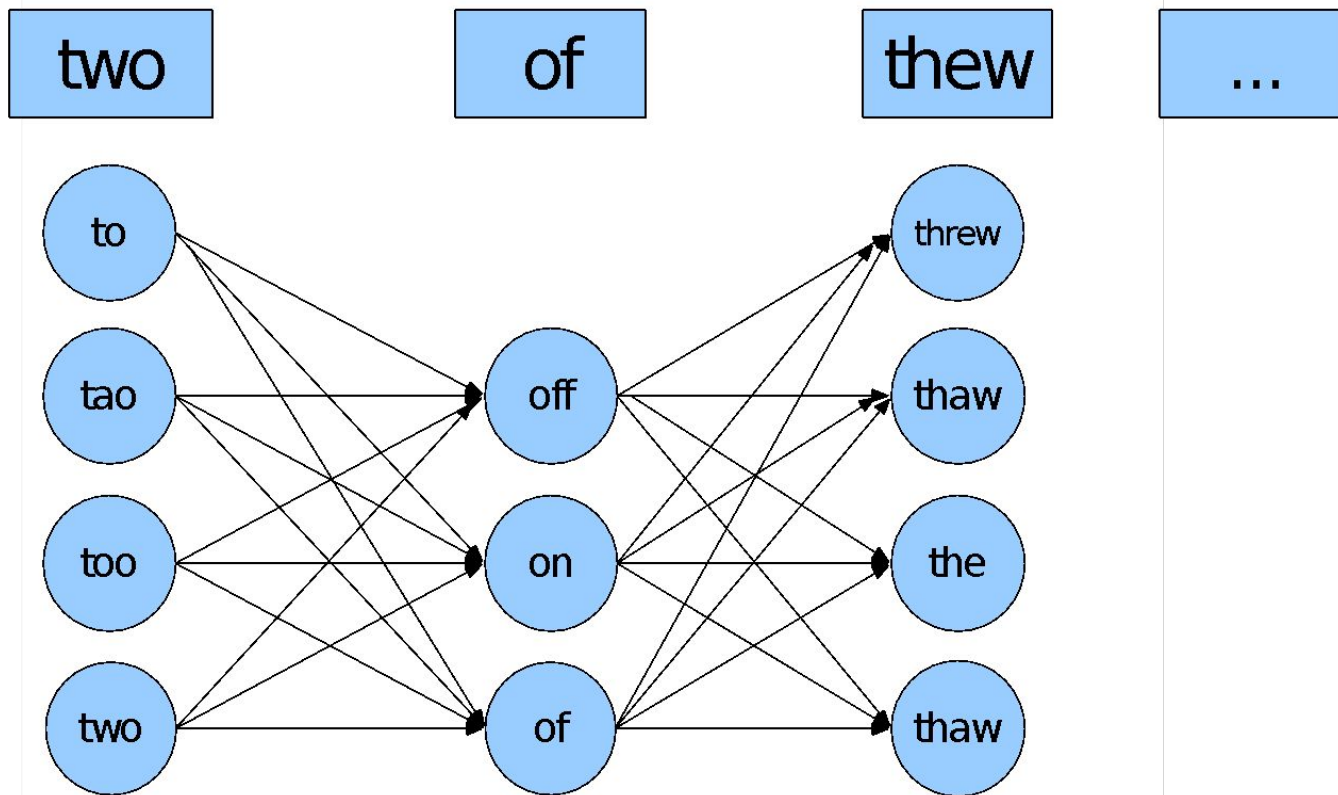 two of thew ...
to threw
tao off thaw
too on the
two of thaw